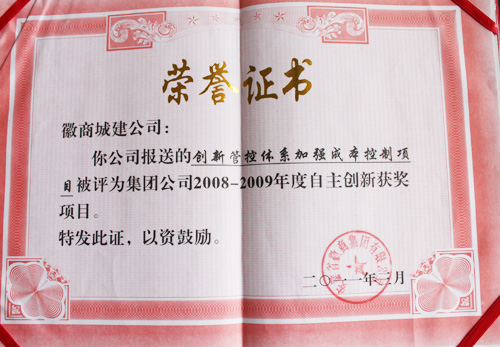 荣誉证书
徽商城建公司：
你公司报送的创新管控体系加强成本控制项
目被评为集团公司2008-2009年度自主创新获奖
项目。
特发此证，以资鼓励。
二〇一一年三月